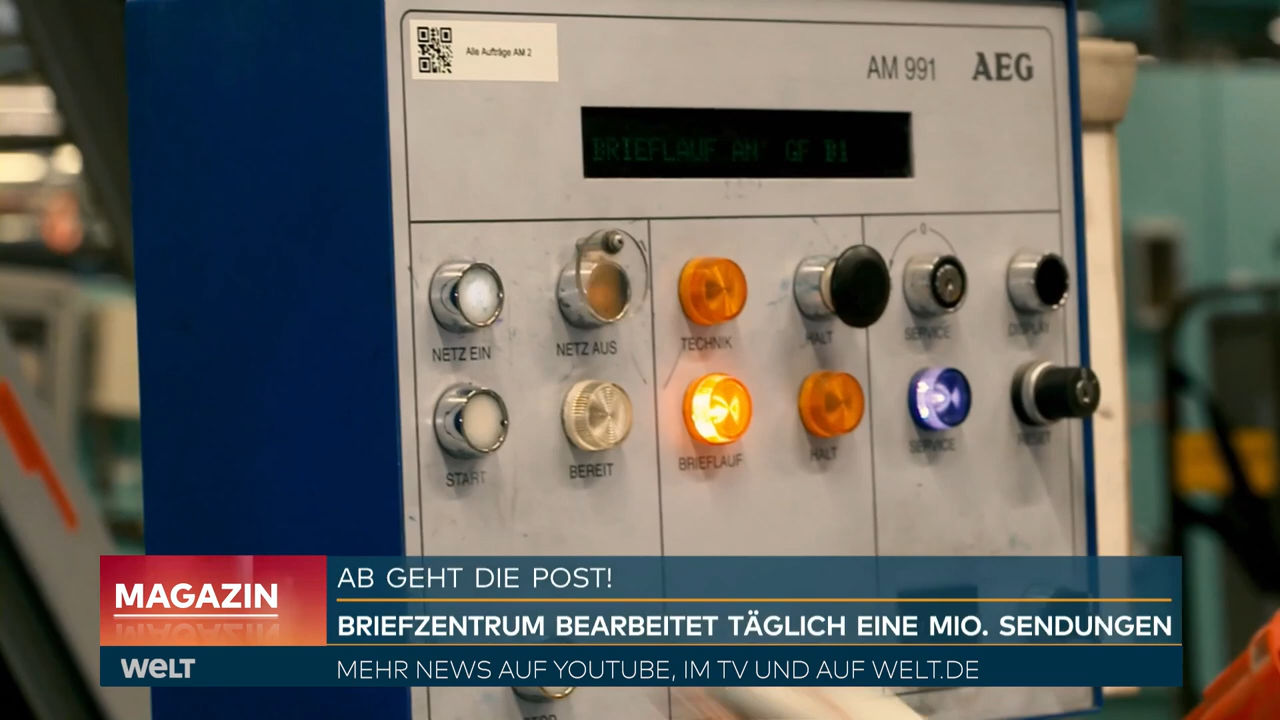 Alle Aufträge AM 2
AM 991 AEG
BRIEFLAUF AN GF B1
NETZ EIN NETZ AUS TECHNIK HALT SERVICE DISPLAY
0
START BEREIT BRIEFLAUF HALT SERVICE RESET
AB GEHT DIE POST!
MAGAZIN
BRIEFZENTRUM BEARBEITET TÄGLICH EINE MIO. SENDUNGEN
welt
MEHR NEWS AUF YOUTUBE, IM TV UND AUF WELT.DE